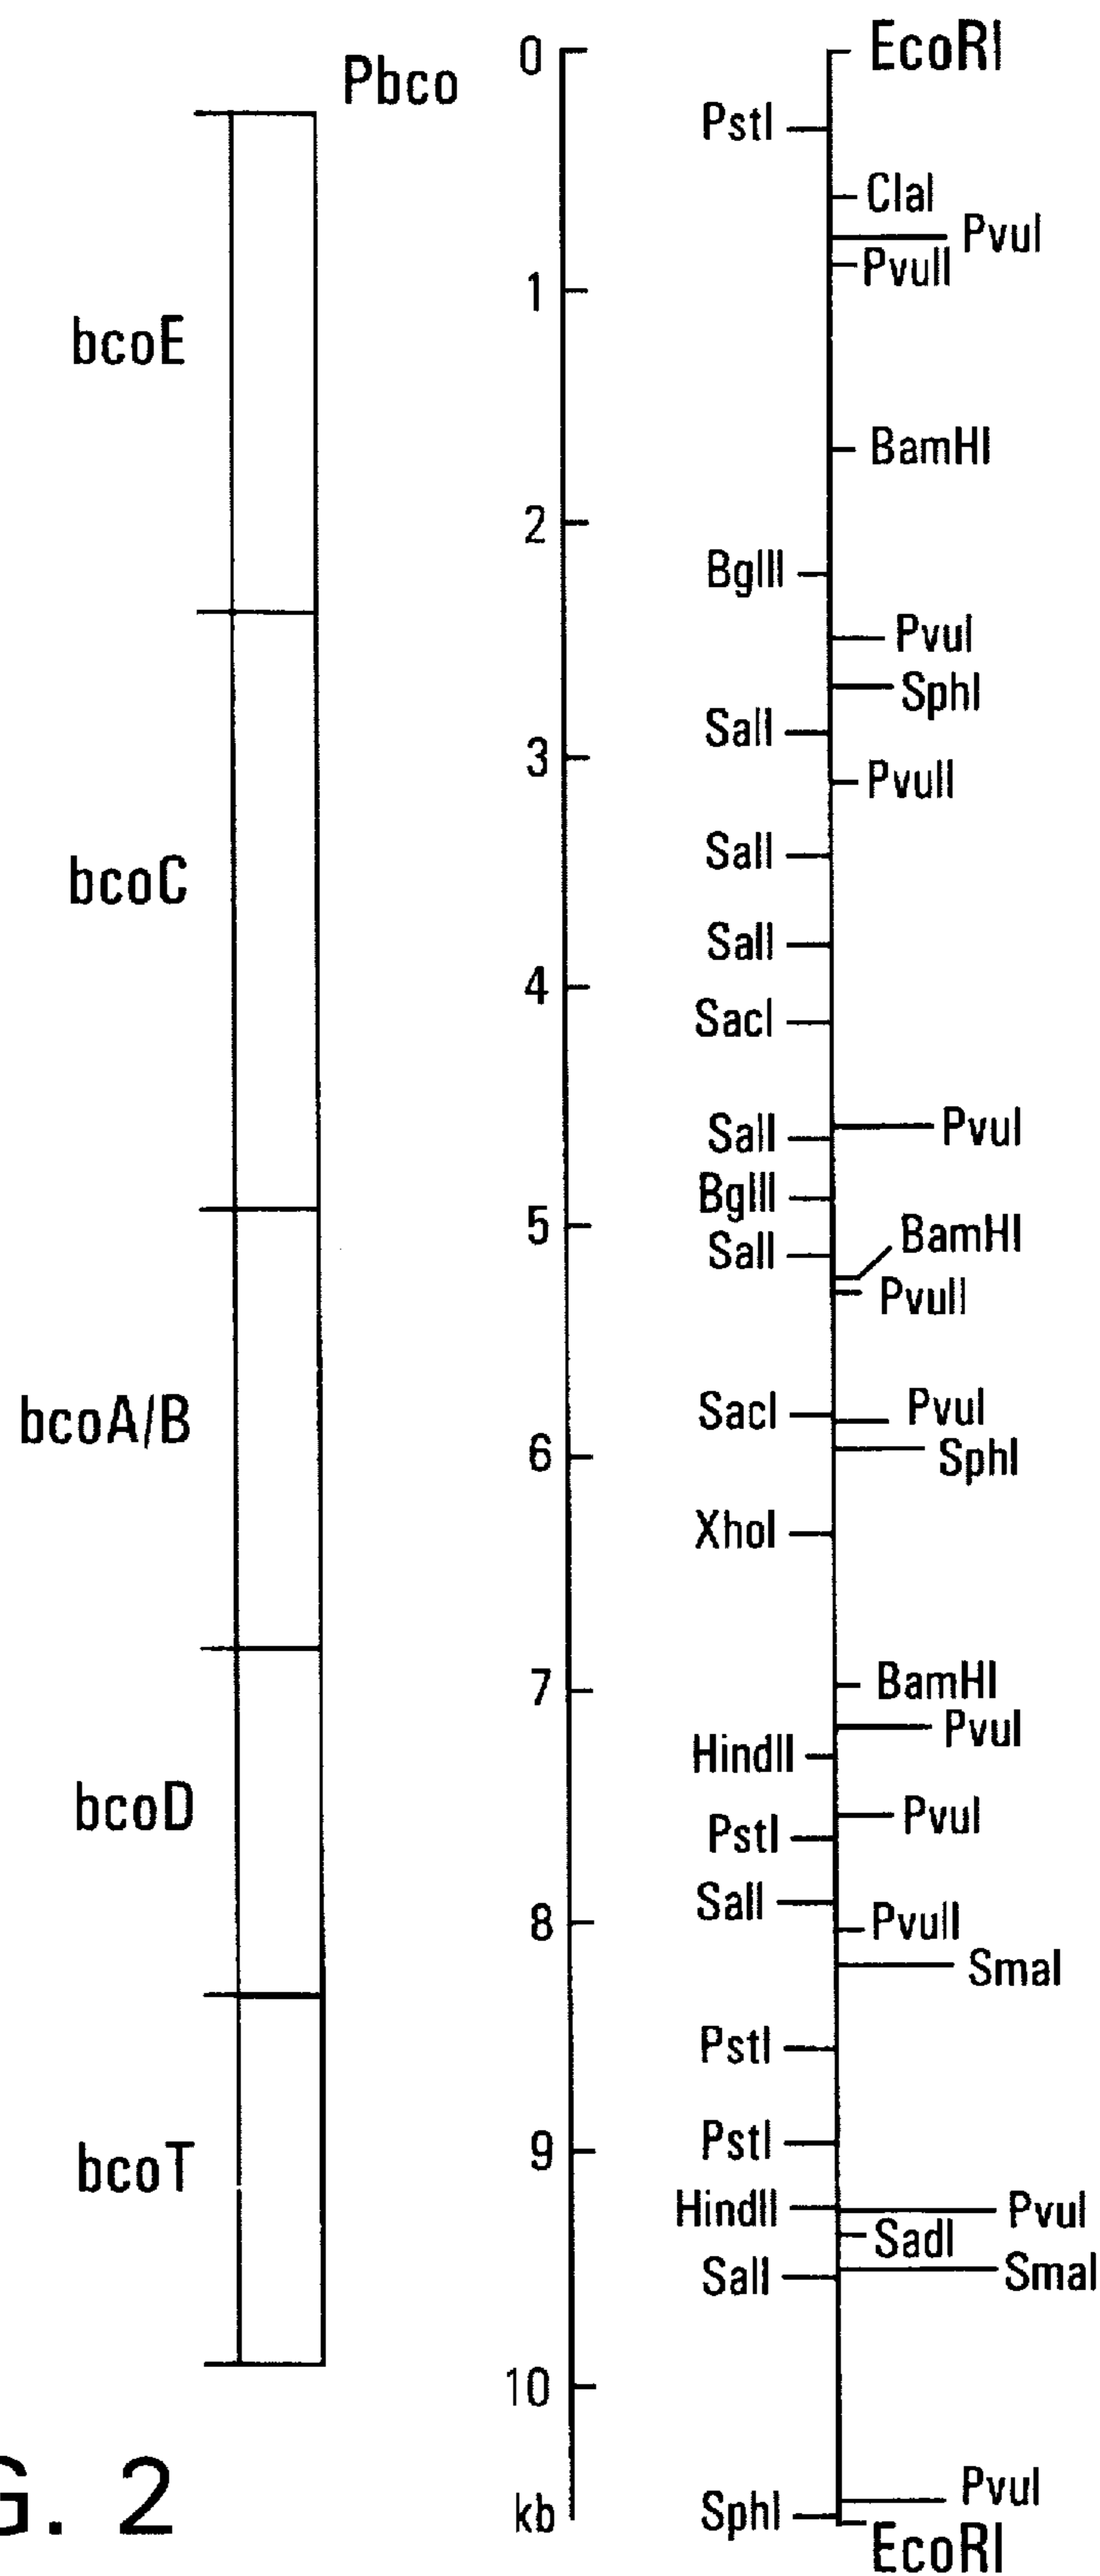 Pbco
bcoE
bcoC
bcoA/B
bcoD
bcoT
0
1
2
3
4
5
6
7
8
9
10
kb
EcoRI
PstI
ClaI
PvuI
PvuII
BamHI
BglII
PvuI
SphI
SalI
PvuII
SalI
SalI
SacI
PvuI
SalI
BglII
SalI
BamHI
PvuII
SacI
PvuI
SphI
XhoI
BamHI
PvuI
HindII
PvuI
PstI
SalI
PvuII
SmaI
PstI
PstI
HindII
PvuI
SadI
SmaI
SalI
PvuI
SphI
EcoRI
G. 2